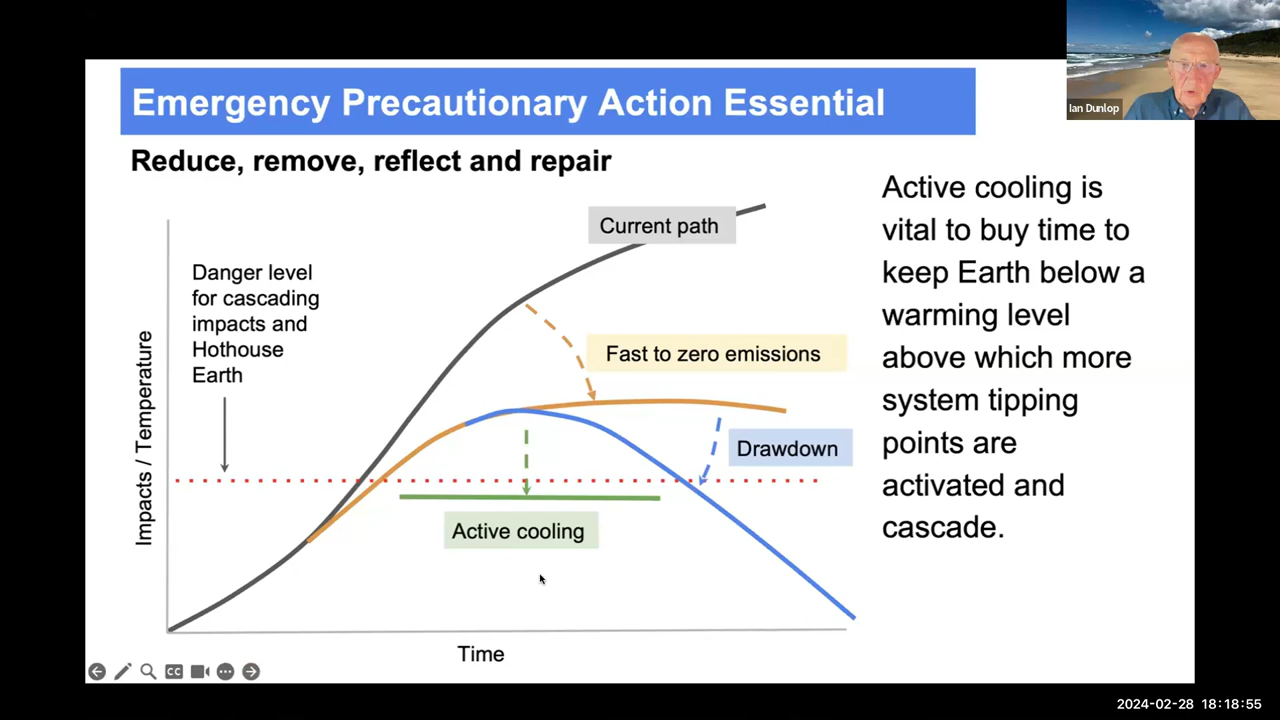 Ian Dunlop
Emergency Precautionary Action Essential
Reduce, remove, reflect and repair
Current path
Danger level
for cascading
impacts and
Hothouse
Earth
Fast to zero emissions
Drawdown
Active cooling
Impacts / Temperature
Time
Active cooling is
vital to buy time to
keep Earth below a
warming level
above which more
system tipping
points are
activated and
cascade.
CC
2024-02-28 18:18:55